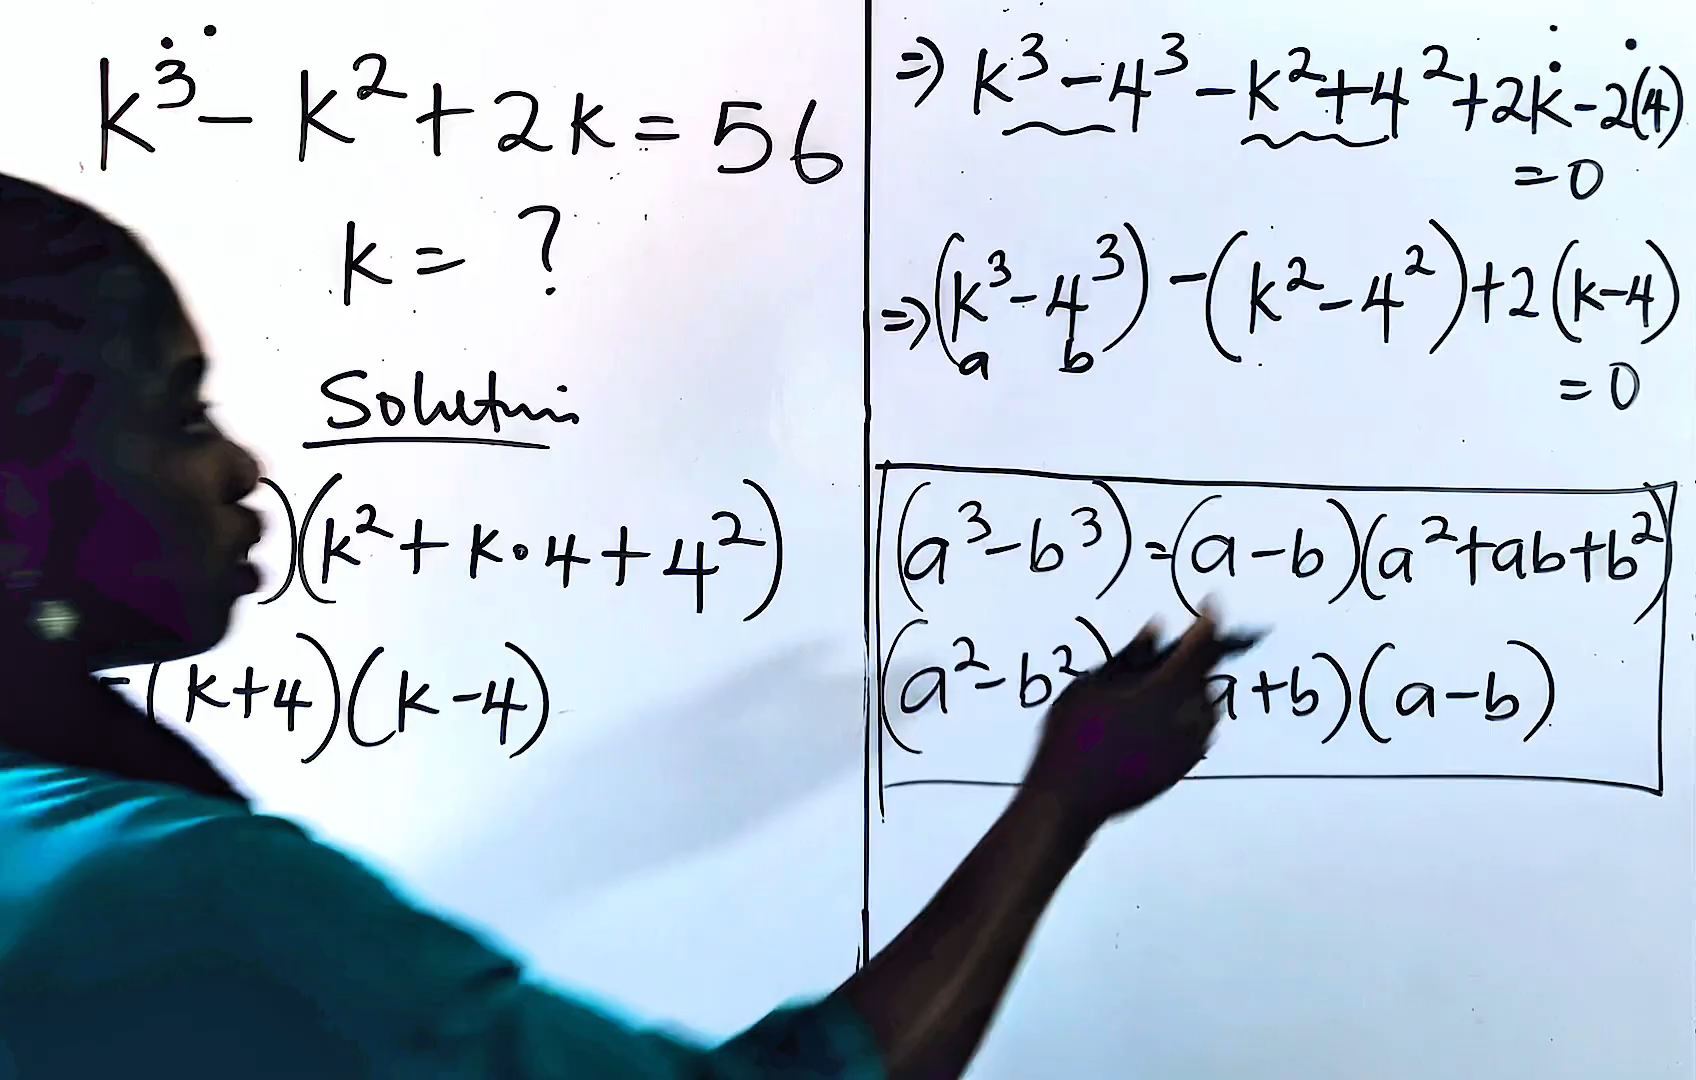 k³ - k² + 2k = 56
k = ?
Solution
)(k² + k·4 + 4²)
-(k+4)(k-4)
=) k³ - 4³ - k² + 4² + 2k - 2(4)
= 0
=) (k³ - 4³) - (k² - 4²) + 2(k-4)
a b
= 0
(a³ - b³) = (a - b)(a² + ab + b²)
(a² - b²) a + b)(a - b)